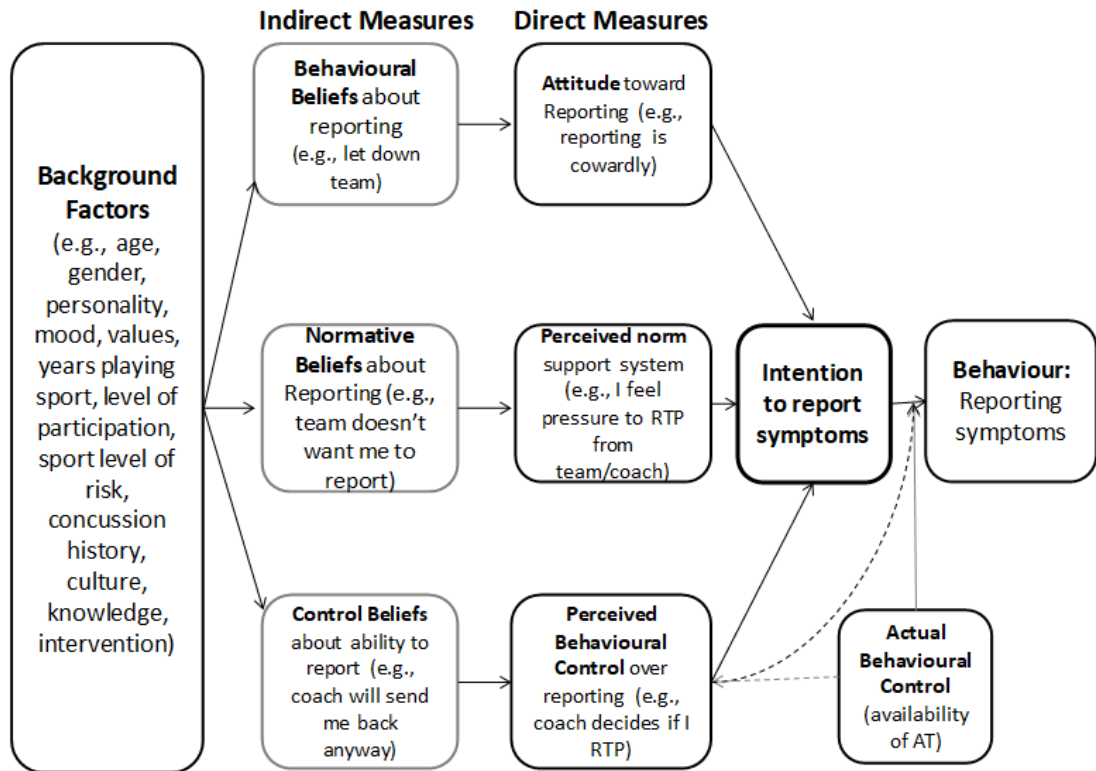 Indirect Measures
Direct Measures
Background
Factors
(e.g., age,
gender,
personality,
mood, values,
years playing
sport, level of
participation,
sport level of
risk,
concussion
history,
culture,
knowledge,
intervention)
Behavioural
Beliefs about
reporting
(e.g., let down
team)
Attitude toward
Reporting (e.g.,
reporting is
cowardly)
Normative
Beliefs about
Reporting (e.g.,
team doesn't
want me to
report)
Perceived norm
support system
(e.g., I feel
pressure to RTP
from
team/coach)
Intention
to report
symptoms
Behaviour:
Reporting
symptoms
Control Beliefs
about ability to
report (e.g.,
coach will send
me back
anyway)
Perceived
Behavioural
Control over
reporting (e.g.,
coach decides if I
RTP)
Actual
Behavioural
Control
(availability
of AT)